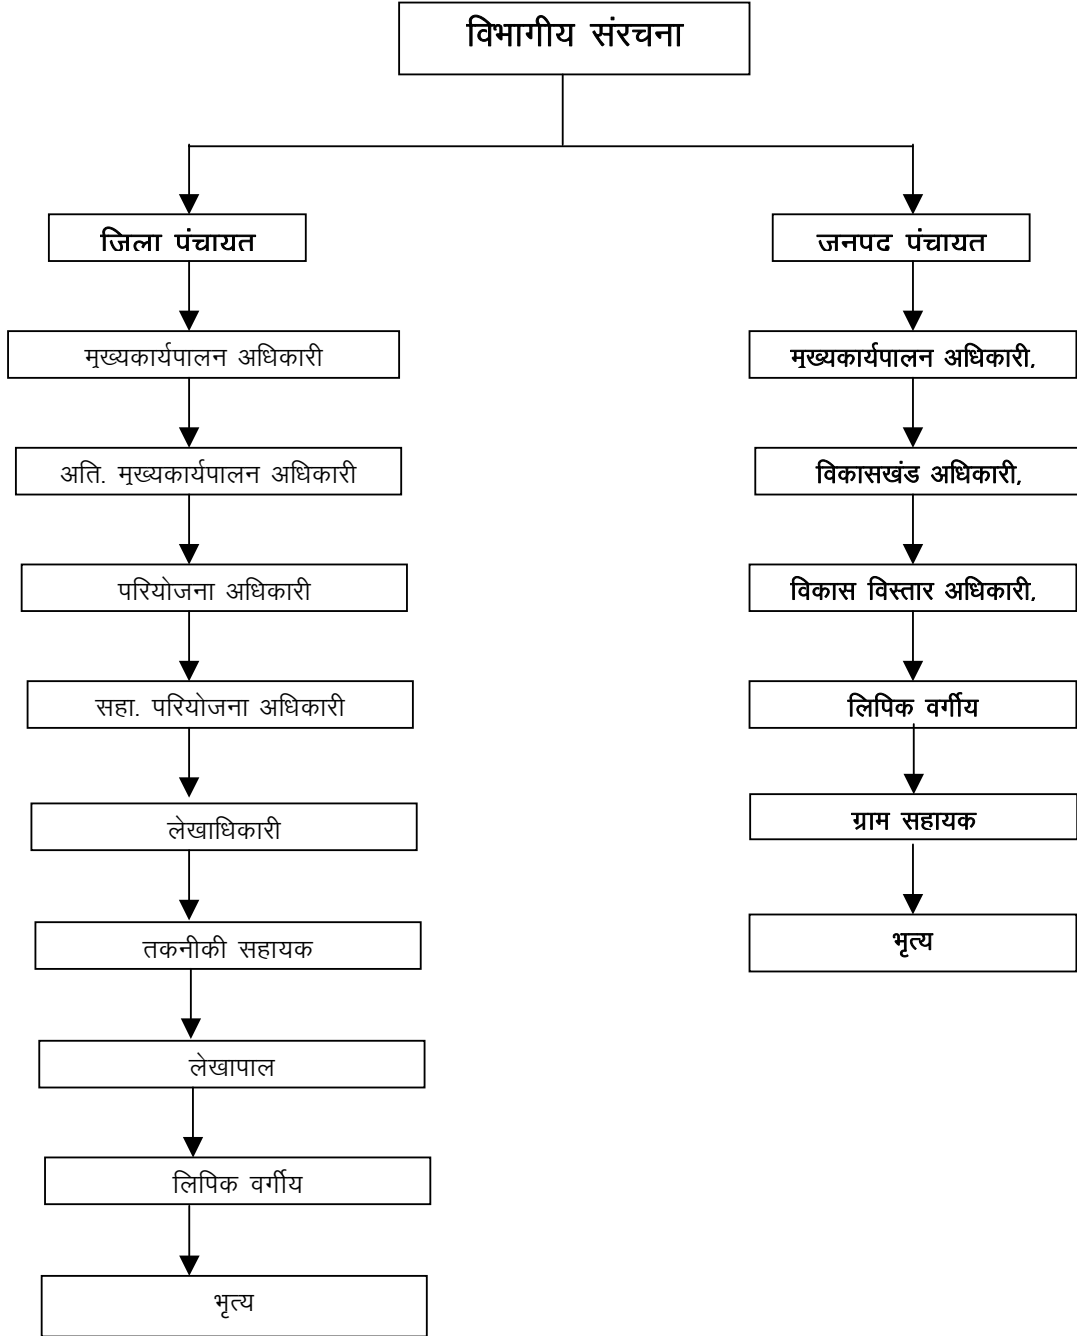 विभागीय संरचना
जिला पंचायत
मुख्यकार्यपालन अधिकारी
अति. मुख्यकार्यपालन अधिकारी
परियोजना अधिकारी
सहा. परियोजना अधिकारी
लेखाधिकारी
तकनीकी सहायक
लेखापाल
लिपिक वर्गीय
भृत्य
जनपद पंचायत
मुख्यकार्यपालन अधिकारी,
विकासखंड अधिकारी,
विकास विस्तार अधिकारी,
लिपिक वर्गीय
ग्राम सहायक
भृत्य